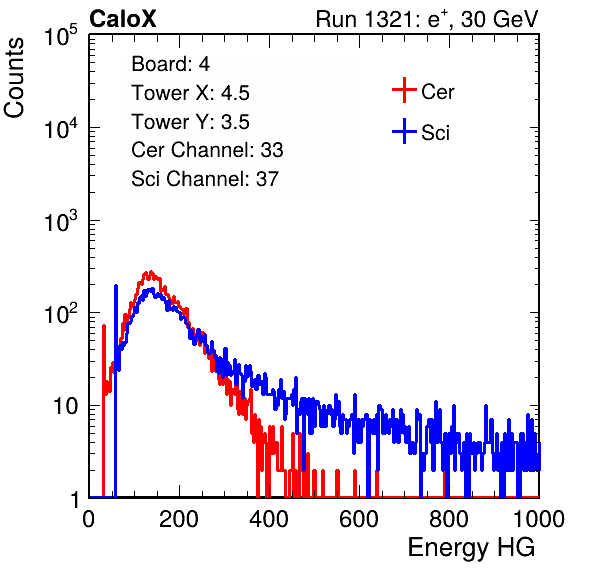 CaloX Run 1321: e⁺, 30 GeV
Counts
10⁵
10⁴
10³
10²
10
1
Board: 4
Tower X: 4.5
Tower Y: 3.5
Cer Channel: 33
Sci Channel: 37
Cer
Sci
0 200 400 600 800 1000
Energy HG